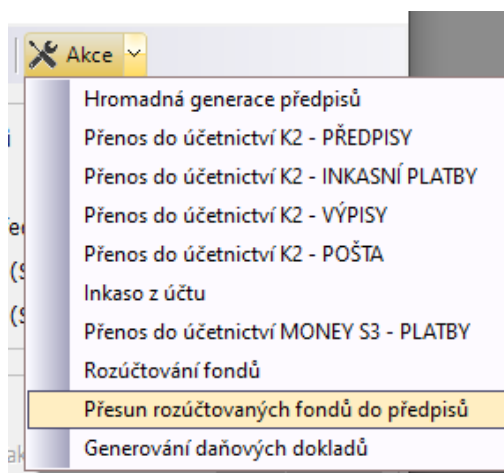 Akce
Hromadná generace předpisů
Přenos do účetnictví K2 - PŘEDPISY
Přenos do účetnictví K2 - INKASNÍ PLATBY
Přenos do účetnictví K2 - VÝPISY
Přenos do účetnictví K2 - POŠTA
Inkaso z účtu
Přenos do účetnictví MONEY S3 - PLATBY
Rozúčtování fondů
Přesun rozúčtovaných fondů do předpisů
Generování daňových dokladů